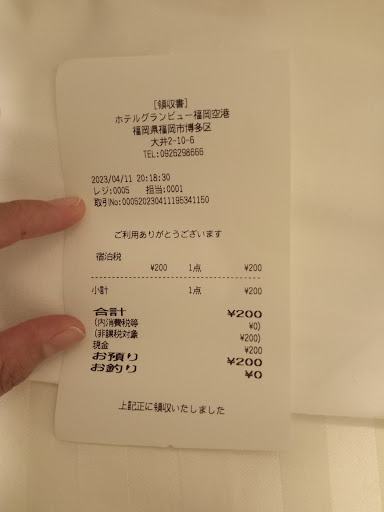 [領収書]
ホテルグランビュー福岡空港
福岡県福岡市博多区
大井2-10-6
TEL:0926298666
2023/04/11 20:18:30
レジ:0005 担当:0001
取引No:000520230411195341150
ご利用ありがとうございます
宿泊税
¥200 1点 ¥200
小計 1点 ¥200
合計 ¥200
(内消費税等 ¥0)
(非課税対象 ¥200)
現金 ¥200
お預り ¥200
お釣り ¥0
上記正に領収いたしました